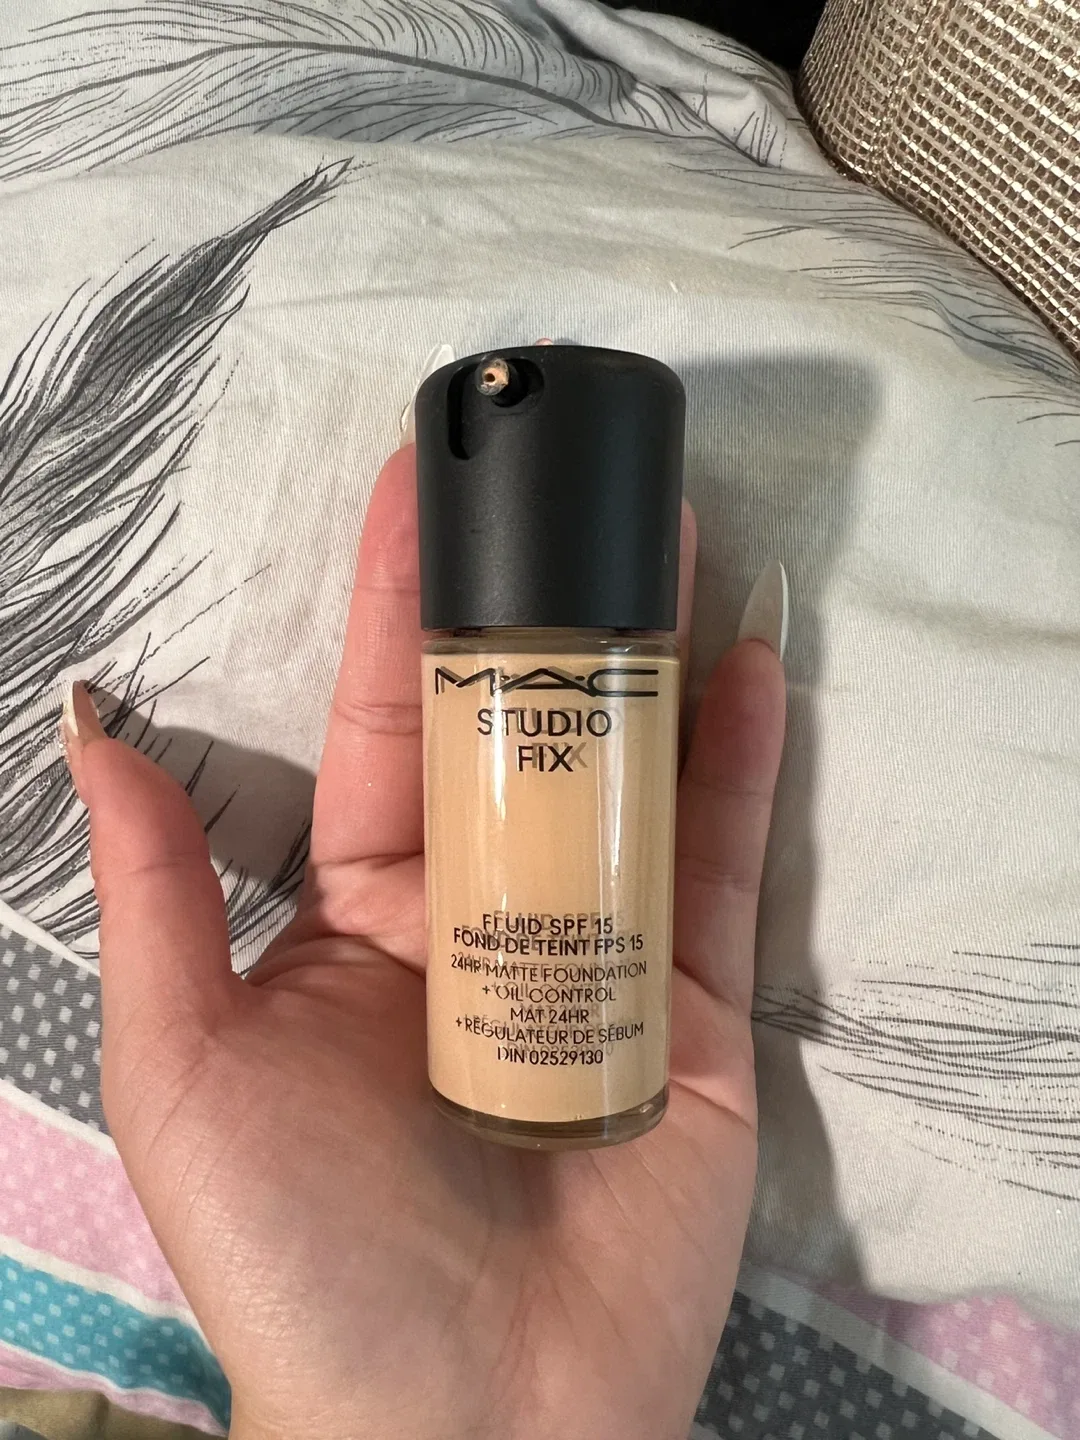 M·A·C
STUDIO
FIX
FLUID SPF 15
FOND DE TEINT FPS 15
24HR MATTE FOUNDATION
+ OIL CONTROL
MAT 24HR
+ RÉGULATEUR DE SÉBUM
DIN 02529130